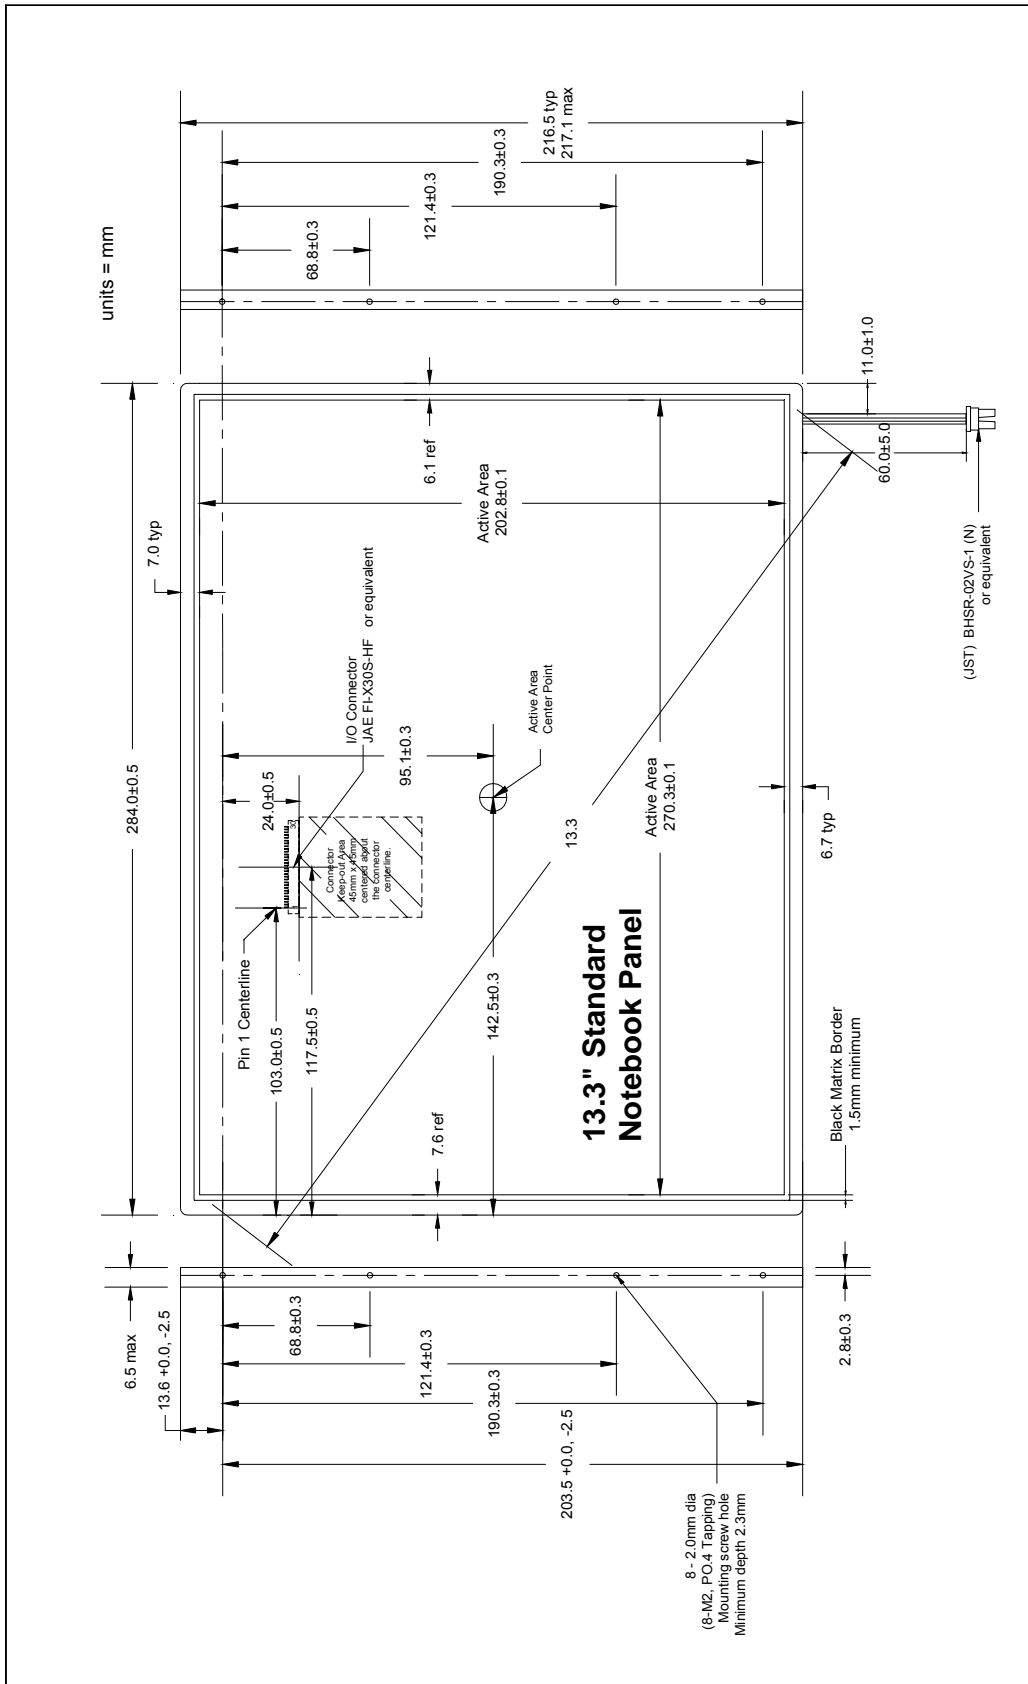 units = mm
216.5 typ
217.1 max
190.3±0.3
121.4±0.3
68.8±0.3
284.0±0.5
7.0 typ
6.1 ref
Active Area
202.8±0.1
11.0±1.0
60.0±5.0
(JST) BHSR-02VS-1 (N)
or equivalent
I/O Connector
JAE FI-X30S-HF or equivalent
24.0±0.5
95.1±0.3
Active Area
Center Point
Pin 1 Centerline
103.0±0.5
117.5±0.5
1
30
Connector
Keep-out Area
45mm x 45mm
centered about
the connector
centerline.
142.5±0.3
13.3
Active Area
270.3±0.1
6.7 typ
7.6 ref
13.3" Standard
Notebook Panel
Black Matrix Border
1.5mm minimum
6.5 max
13.6 +0.0, -2.5
68.8±0.3
121.4±0.3
190.3±0.3
203.5 +0.0, -2.5
2.8±0.3
8 - 2.0mm dia
(8-M2, PO.4 Tapping)
Mounting screw hole
Minimum depth 2.3mm